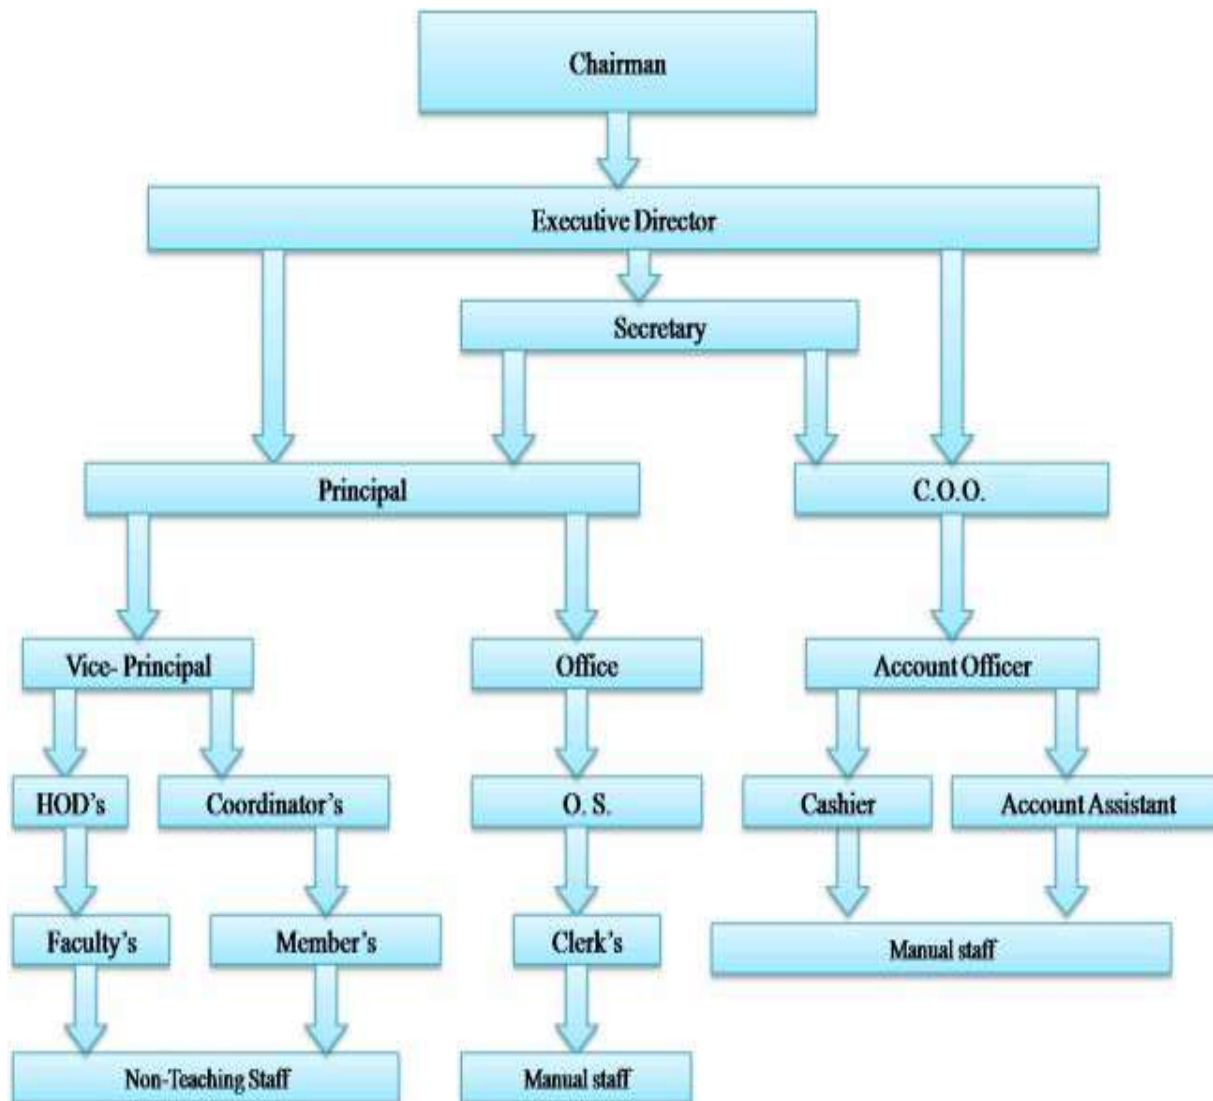 Chairman
Executive Director
Secretary
Principal
C.O.O.
Vice- Principal
Office
Account Officer
HOD's
Coordinator's
O. S.
Cashier
Account Assistant
Faculty's
Member's
Clerk's
Manual staff
Non-Teaching Staff
Manual staff